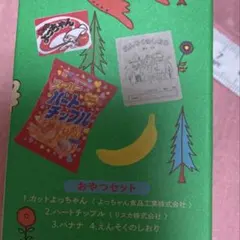 よっちゃん
ハートチップル
おやつセット
1.カットよっちゃん（よっちゃん食品工業株式会社）
2.ハートチップル（リスカ株式会社）
3.バナナ 4.えんそくのしおり